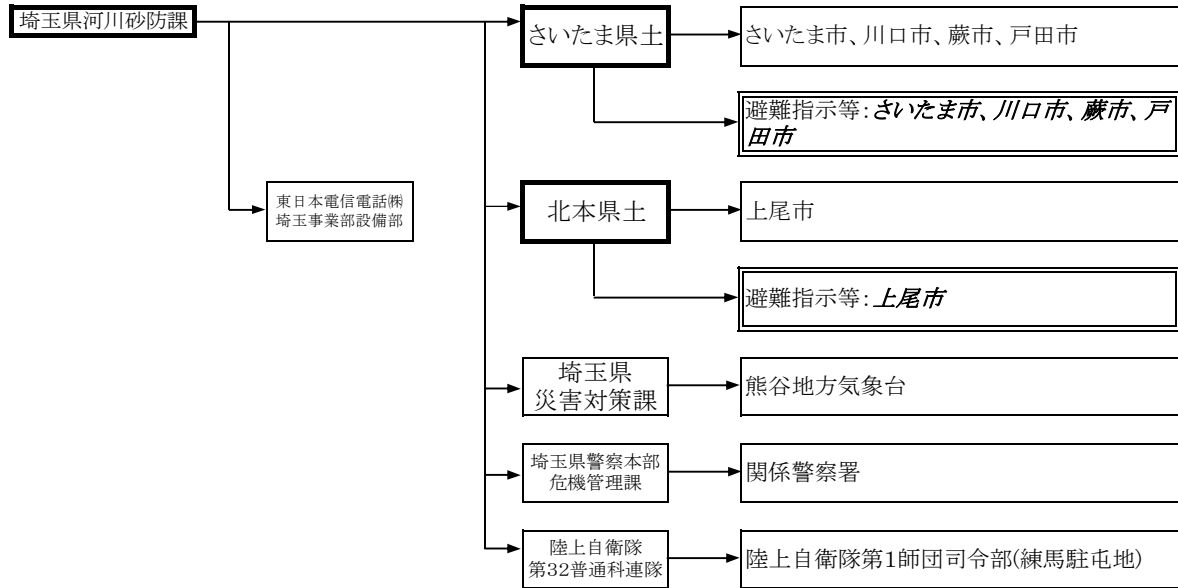 埼玉県河川砂防課
さいたま県土
さいたま市、川口市、蕨市、戸田市
避難指示等:さいたま市、川口市、蕨市、戸
田市
東日本電信電話㈱
埼玉事業部設備部
北本県土
上尾市
避難指示等:上尾市
埼玉県
災害対策課
熊谷地方気象台
埼玉県警察本部
危機管理課
関係警察署
陸上自衛隊
第32普通科連隊
陸上自衛隊第1師団司令部(練馬駐屯地)